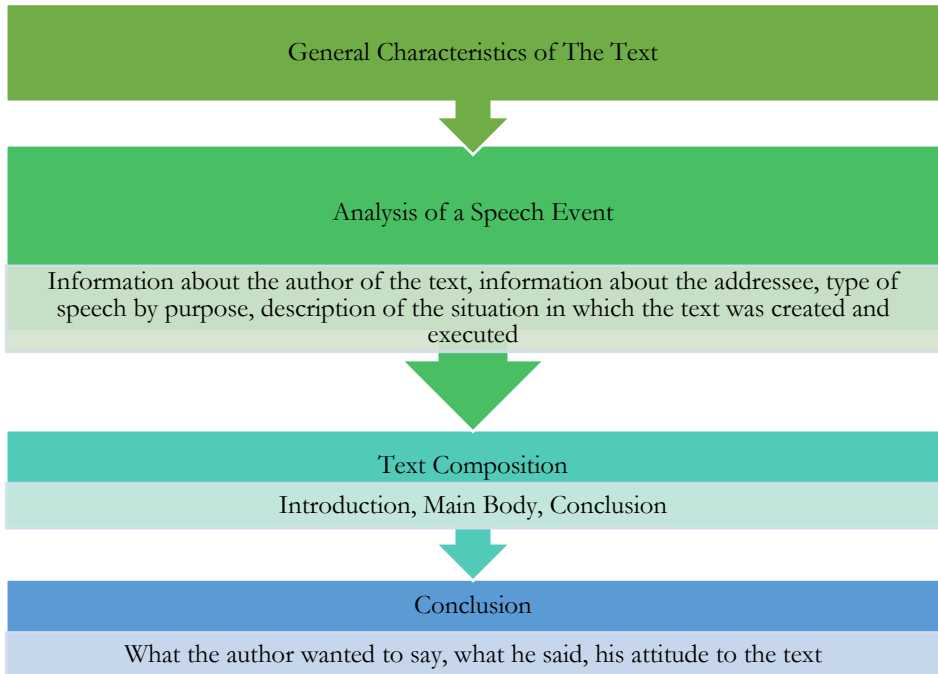 General Characteristics of The Text
Analysis of a Speech Event
Information about the author of the text, information about the addressee, type of
speech by purpose, description of the situation in which the text was created and
executed
Text Composition
Introduction, Main Body, Conclusion
Conclusion
What the author wanted to say, what he said, his attitude to the text